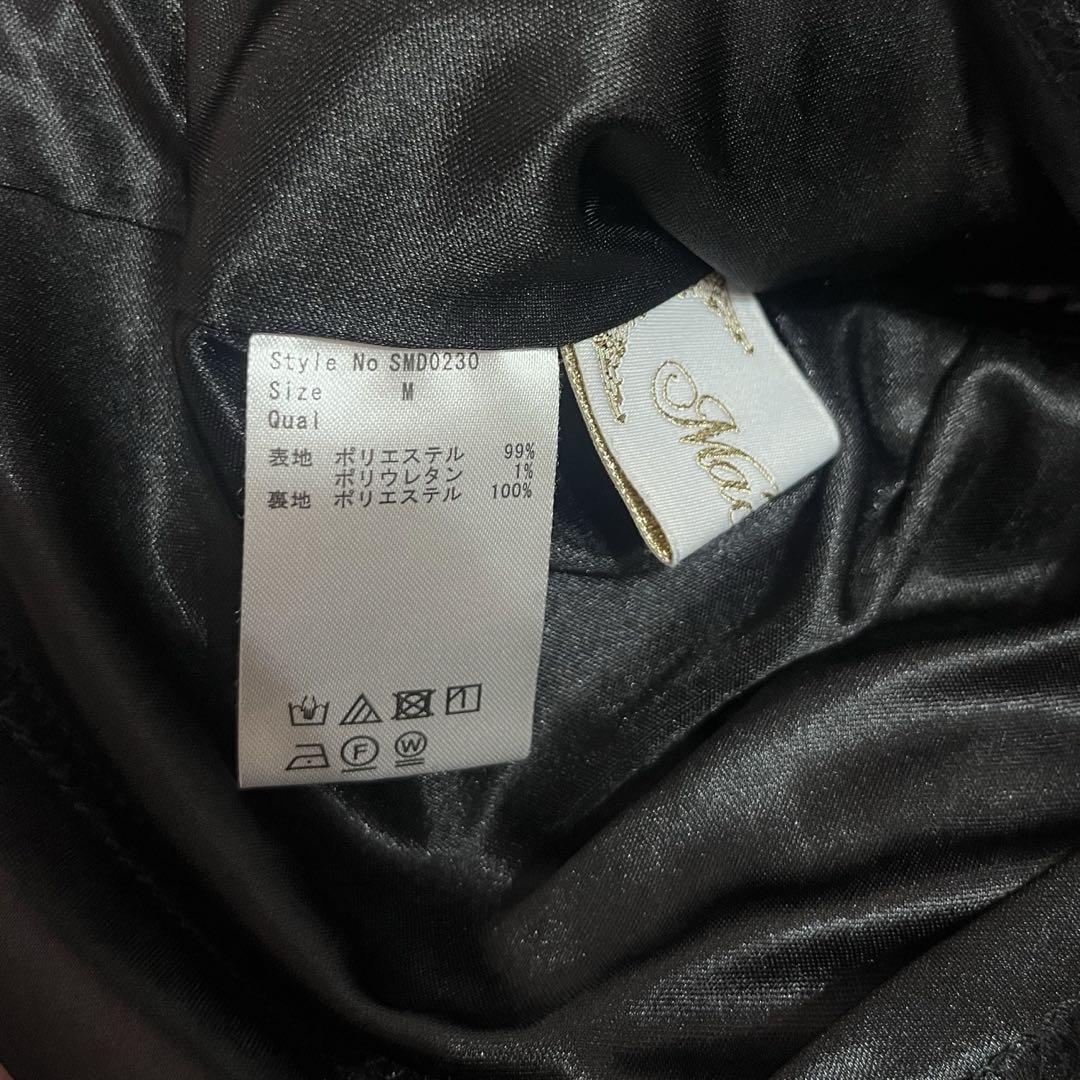 Style No SMD0230
Size M
Qual
表地 ポリエステル 99%
ポリウレタン 1%
裏地 ポリエステル 100%
F
W